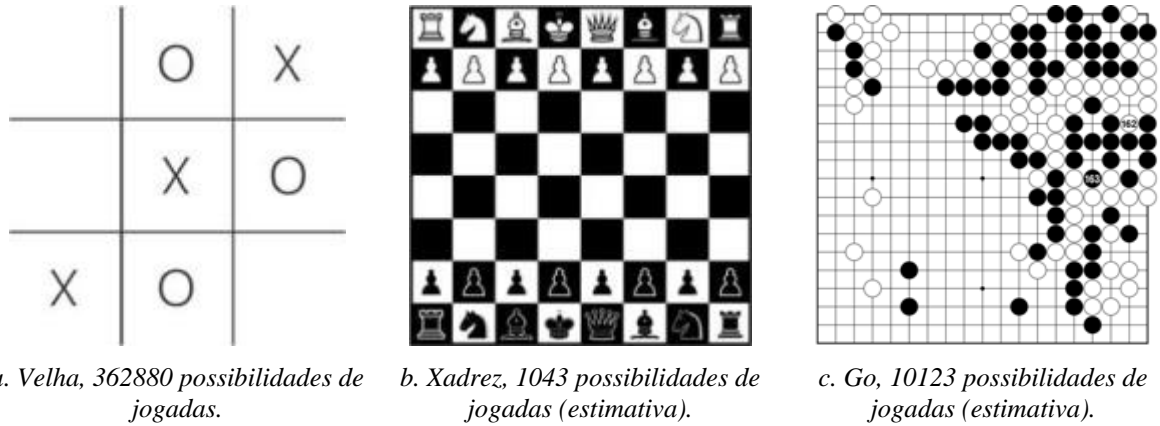 O X
X O
X O
162
163
a. Velha, 362880 possibilidades de
jogadas.
b. Xadrez, 1043 possibilidades de
jogadas (estimativa).
c. Go, 10123 possibilidades de
jogadas (estimativa).